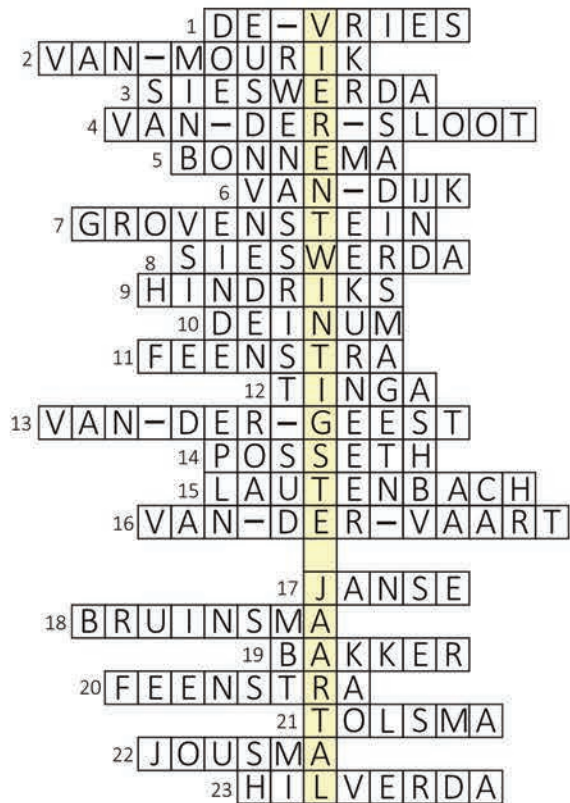 1 DE-VRIES
2 VAN-MOURIK
3 SIESWERDA
4 VAN-DER-SLOOT
5 BONNEMA
6 VAN-DIJK
7 GROVENSTEIN
8 SIESWERDA
9 HINDRIKS
10 DEINUM
11 FEENSTRA
12 TINGA
13 VAN-DER-GEEST
14 POSSETH
15 LAUTENBACH
16 VAN-DER-VAART
17 JANSE
18 BRUINSMA
19 BAKKER
20 FEENSTRA
21 TOLSMA
22 JOUSMA
23 HILVERDA